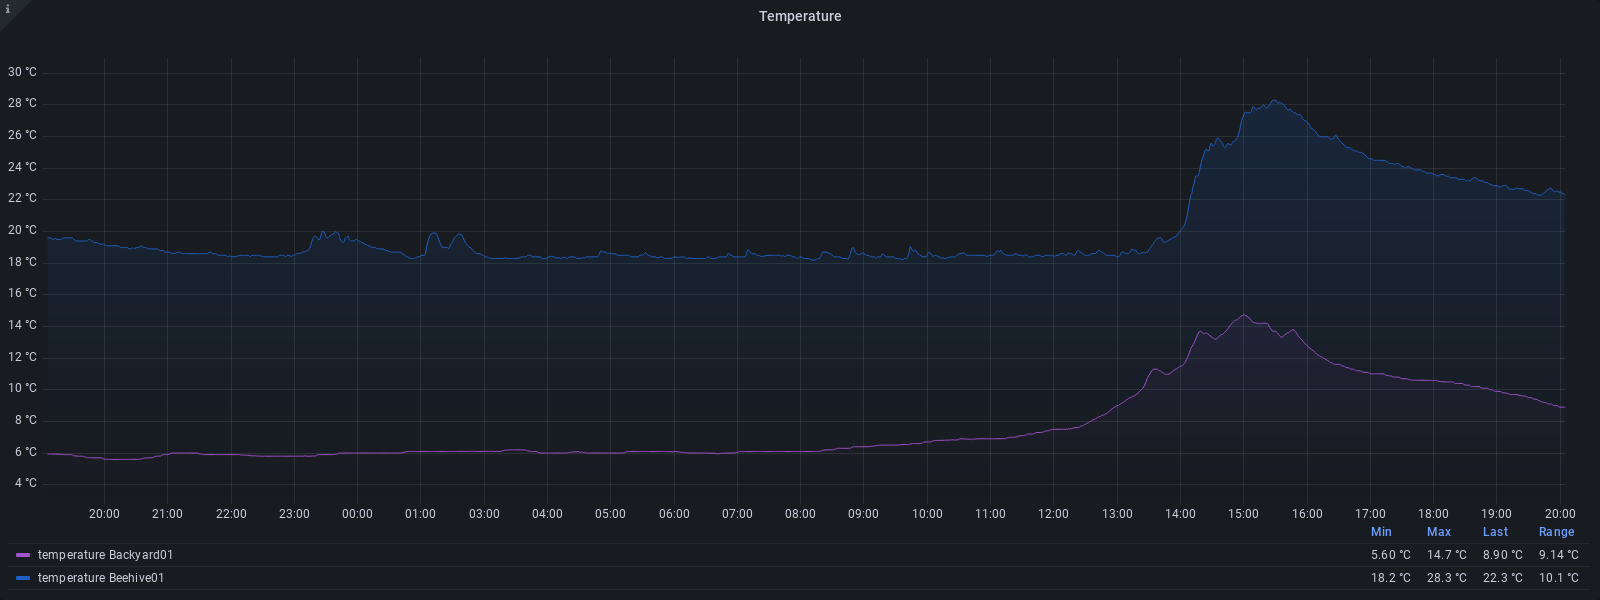 i
Temperature
30 °C
28 °C
26 °C
24 °C
22 °C
20 °C
18 °C
16 °C
14 °C
12 °C
10 °C
8 °C
6 °C
4 °C
20:00 21:00 22:00 23:00 00:00 01:00 02:00 03:00 04:00 05:00 06:00 07:00 08:00 09:00 10:00 11:00 12:00 13:00 14:00 15:00 16:00 17:00 18:00 19:00 20:00
Min Max Last Range
temperature Backyard01 5.60 °C 14.7 °C 8.90 °C 9.14 °C
temperature Beehive01 18.2 °C 28.3 °C 22.3 °C 10.1 °C